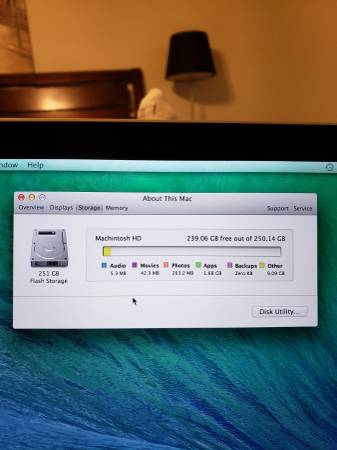 ndow Help
About This Mac
Overview Displays Storage Memory Support Service
Machintosh HD 239.06 GB free out of 250.14 GB
Audio Movies Photos Apps Backups Other
5.3 MB 42.3 MB 283.2 MB 1.68 GB Zero KB 9.09 GB
251 GB
Flash Storage
Disk Utility...